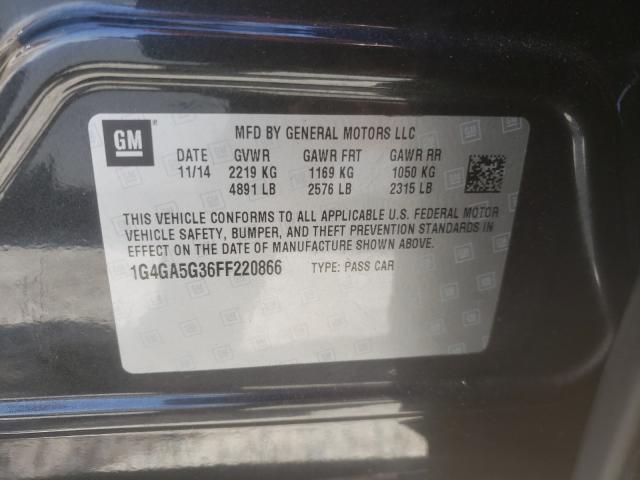 GM
MFD BY GENERAL MOTORS LLC
DATE GVWR GAWR FRT GAWR RR
11/14 2219 KG 1169 KG 1050 KG
4891 LB 2576 LB 2315 LB
THIS VEHICLE CONFORMS TO ALL APPLICABLE U.S. FEDERAL MOTOR
VEHICLE SAFETY, BUMPER, AND THEFT PREVENTION STANDARDS IN
EFFECT ON THE DATE OF MANUFACTURE SHOWN ABOVE.
1G4GA5G36FF220866 TYPE: PASS CAR